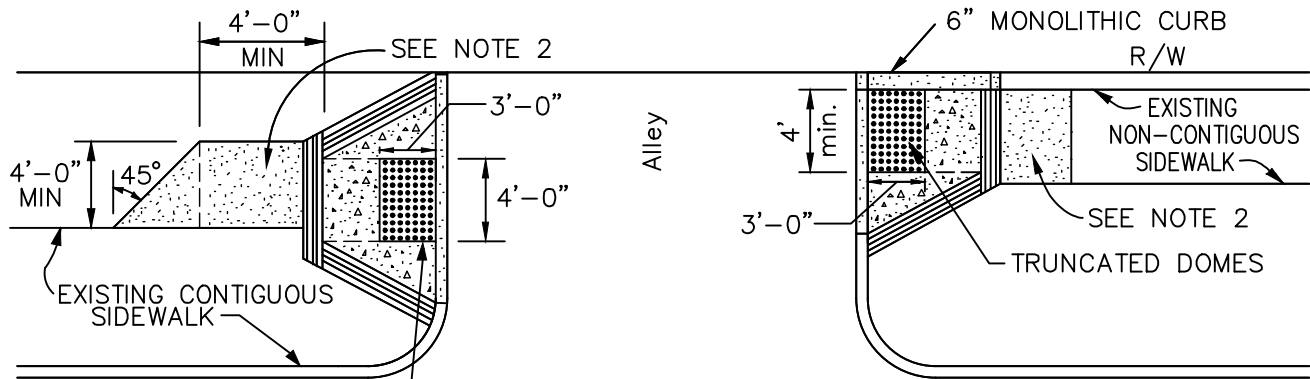 4'-0"
MIN
SEE NOTE 2
3'-0"
4'-0"
MIN
45°
4'-0"
EXISTING CONTIGUOUS
SIDEWALK
Alley
6" MONOLITHIC CURB
R/W
4'
min.
EXISTING
NON-CONTIGUOUS
SIDEWALK
3'-0"
SEE NOTE 2
TRUNCATED DOMES